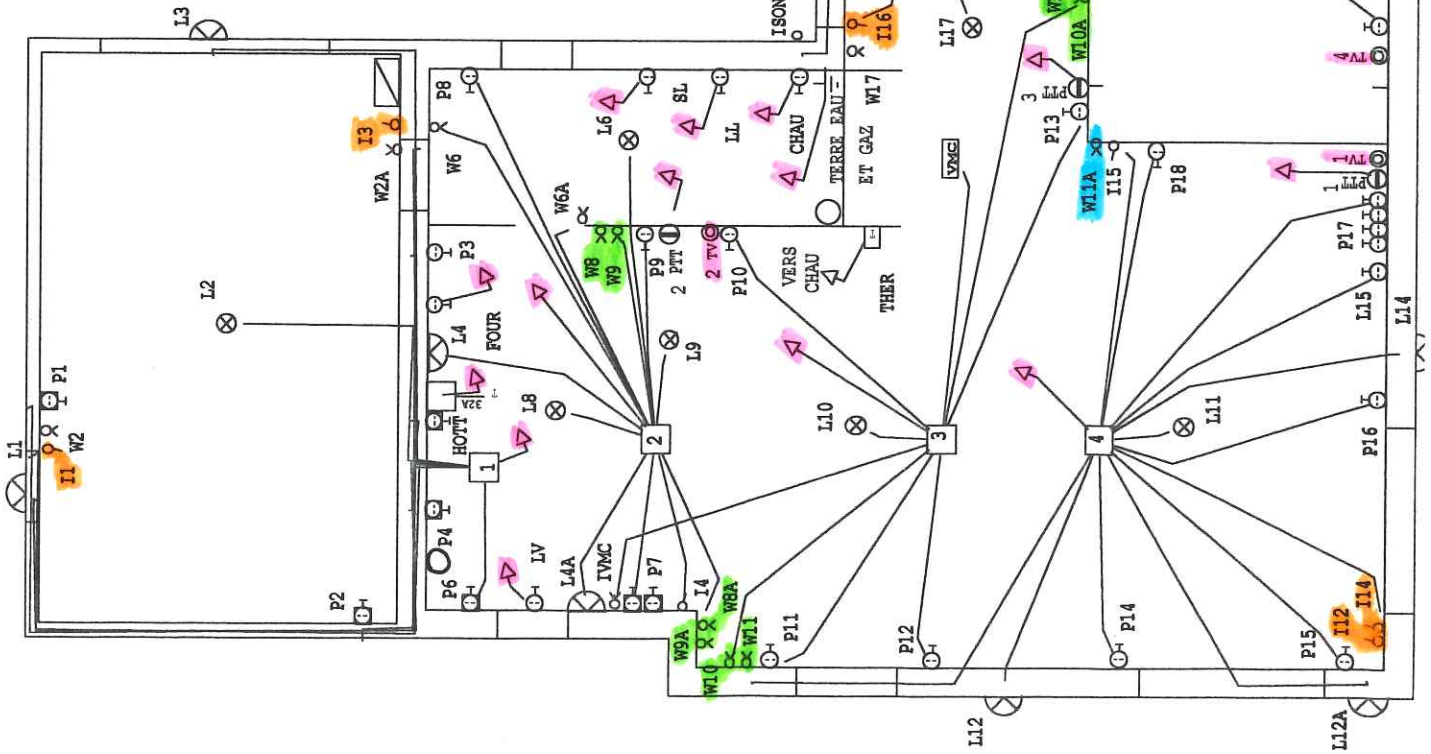 L3
ISON
I16
L17
W10A
TV 4
P8
I3
W2A
W6
L6
SL
LL
CHAU
TERRE EAU -
ET GAZ
W17
3
PTT
P13
VMC
W11A
I15
P18
TV 1
1
PTT
P17
L2
P3
W6A
W8
W9
P9
2 PTT
2 TV
P10
VERS
CHAU
THER
L4
FOUR
L9
L15
L14
P1
L1
W2
I1
32A
HOTT
L8
1
2
L10
3
4
L11
P16
P2
P4
P6
LV
L4A
IVMC
P7
I4
W8A
W9A
W10
W11
P11
P12
P14
P15
I12
I14
L12
L12A